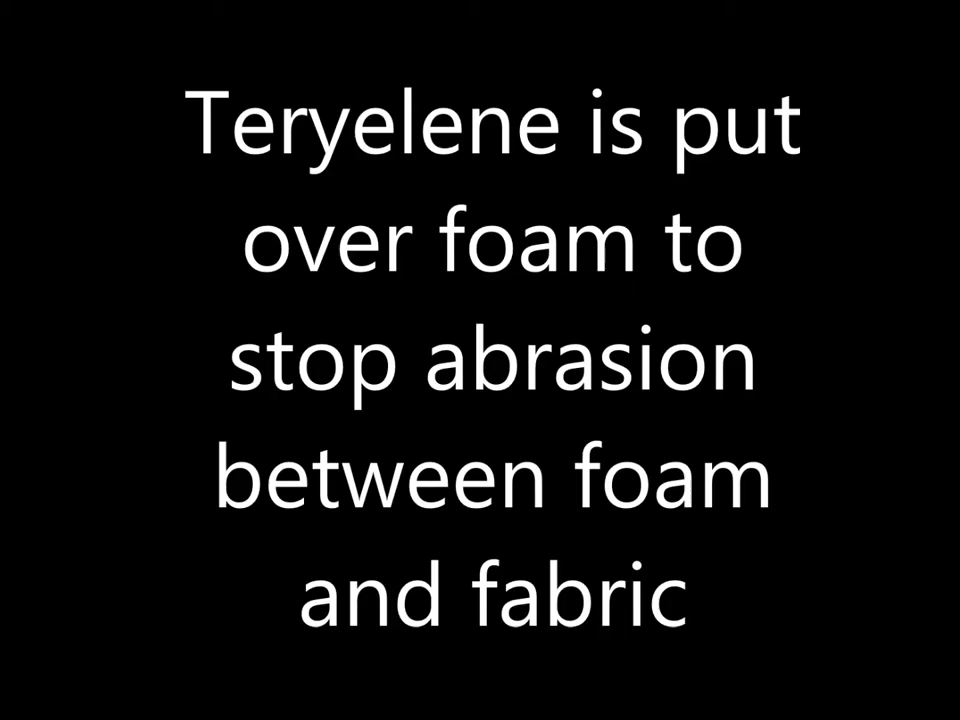 Teryelene is put
over foam to
stop abrasion
between foam
and fabric